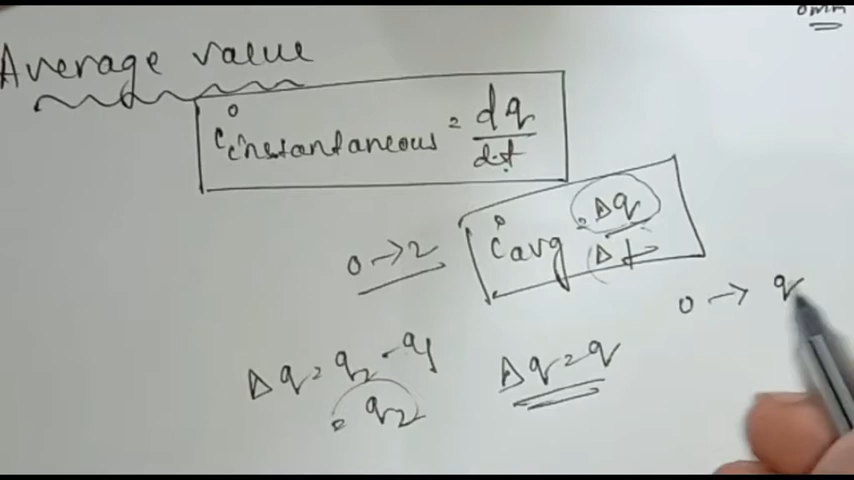 Average value
i instantaneous = dq/dt
0 → 2
i avg = Δq/Δt
0 → q
Δq = q2 - q1
Δq = q
= q2